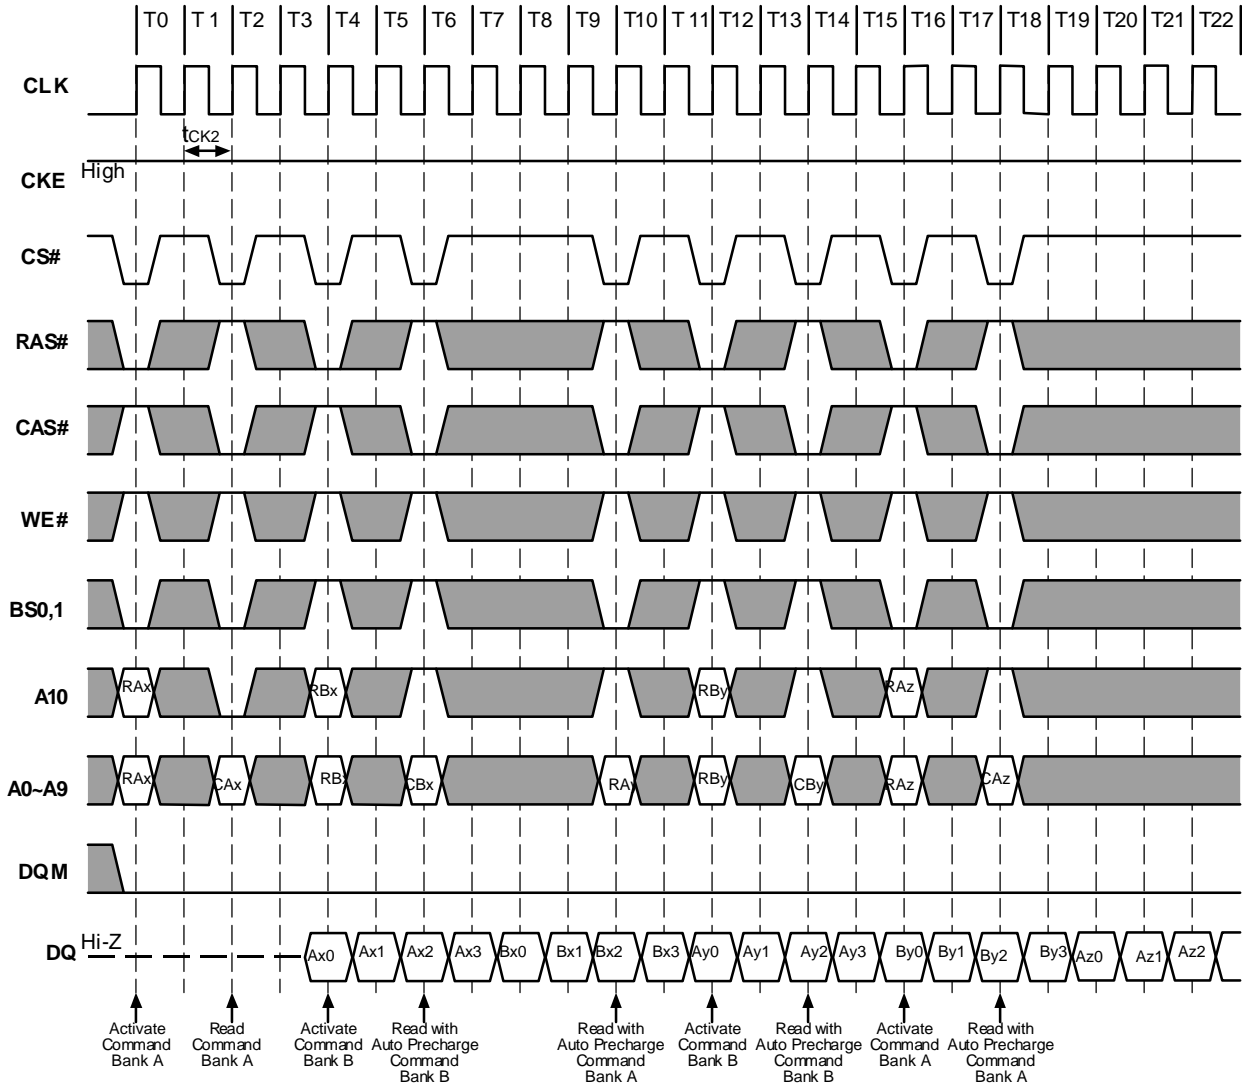 T0 T 1 T2 T3 T4 T5 T6 T7 T8 T9 T10 T 11 T12 T13 T14 T15 T16 T17 T18 T19 T20 T21 T22
CLK
tCK2
High
CKE
CS#
RAS#
CAS#
WE#
BS0,1
A10 RAx RBx RBy RAz
A0~A9 RAx CAx RBx CBx RAy RBy CBy RAz CAz
DQM
Hi-Z
DQ Ax0 Ax1 Ax2 Ax3 Bx0 Bx1 Bx2 Bx3 Ay0 Ay1 Ay2 Ay3 By0 By1 By2 By3 Az0 Az1 Az2
Activate Command Bank A
Read Command Bank A
Activate Command Bank B
Read with Auto Precharge Command Bank B
Read with Auto Precharge Command Bank A
Activate Command Bank B
Read with Auto Precharge Command Bank B
Activate Command Bank A
Read with Auto Precharge Command Bank A